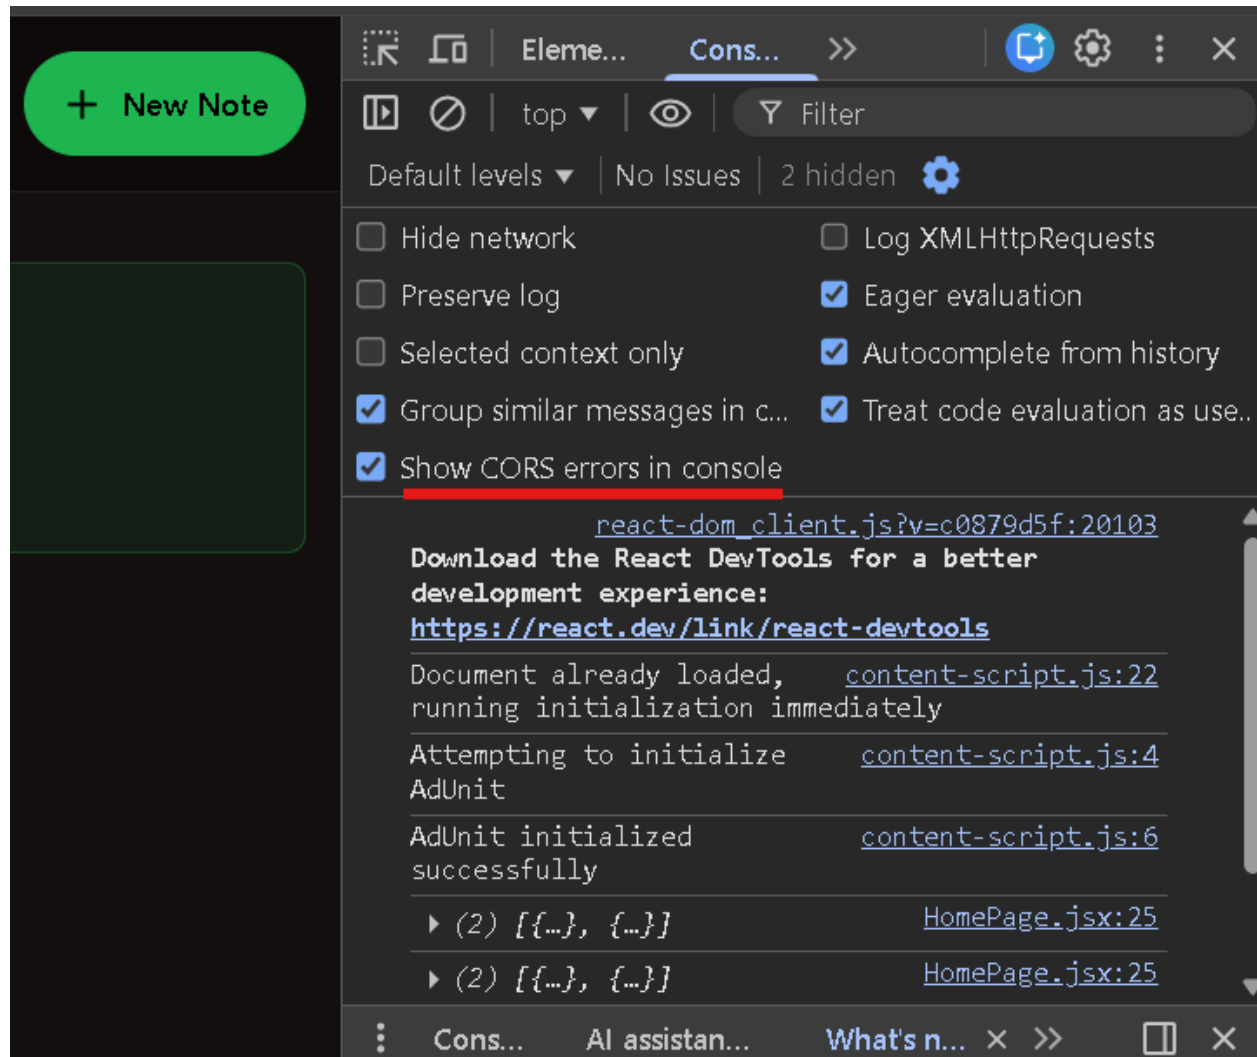 + New Note
Eleme... Cons...
top Filter
Default levels No Issues 2 hidden
Hide network Log XMLHttpRequests
Preserve log Eager evaluation
Selected context only Autocomplete from history
Group similar messages in c... Treat code evaluation as use...
Show CORS errors in console
react-dom_client.js?v=c0879d5f:20103
Download the React DevTools for a better
development experience:
https://react.dev/link/react-devtools
Document already loaded, content-script.js:22
running initialization immediately
Attempting to initialize content-script.js:4
AdUnit
AdUnit initialized content-script.js:6
successfully
(2) [{…}, {…}] HomePage.jsx:25
(2) [{…}, {…}] HomePage.jsx:25
Cons... AI assistan... What's n...